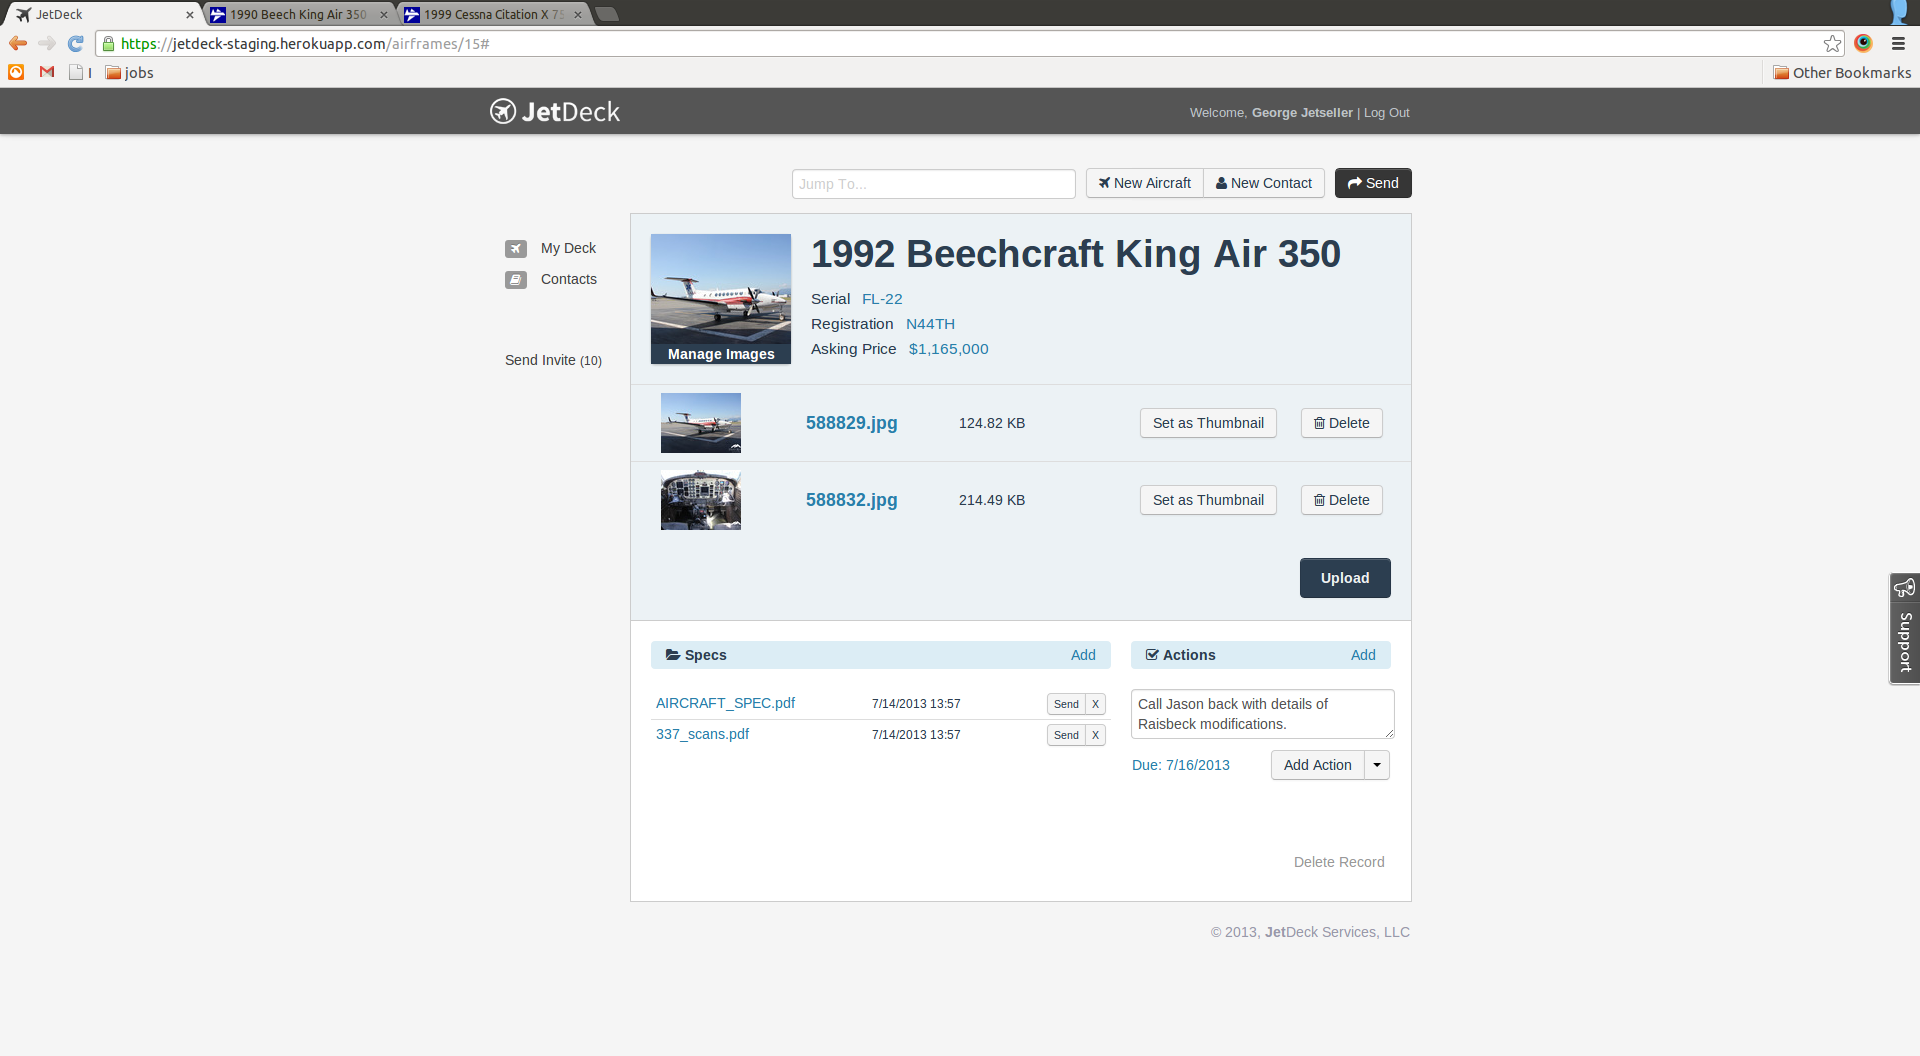 JetDeck
1990 Beech King Air 350
1999 Cessna Citation X 75
https://jetdeck-staging.herokuapp.com/airframes/15#
I
jobs
Other Bookmarks
JetDeck
Welcome, George Jetseller | Log Out
Jump To...
New Aircraft
New Contact
Send
My Deck
Contacts
Send Invite (10)
Manage Images
1992 Beechcraft King Air 350
Serial FL-22
Registration N44TH
Asking Price $1,165,000
588829.jpg 124.82 KB Set as Thumbnail Delete
588832.jpg 214.49 KB Set as Thumbnail Delete
Upload
Support
Specs Add
AIRCRAFT_SPEC.pdf 7/14/2013 13:57 Send X
337_scans.pdf 7/14/2013 13:57 Send X
Actions Add
Call Jason back with details of
Raisbeck modifications.
Due: 7/16/2013 Add Action
Delete Record
© 2013, JetDeck Services, LLC